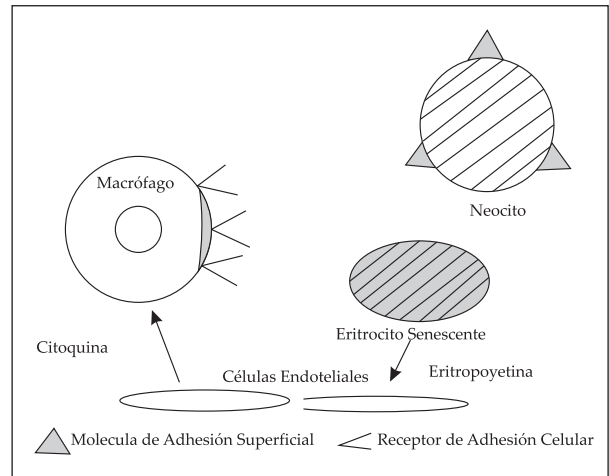 Macrófago
Neocito
Eritrocito Senescente
Citoquina
Células Endoteliales
Eritropoyetina
Molecula de Adhesión Superficial
Receptor de Adhesión Celular